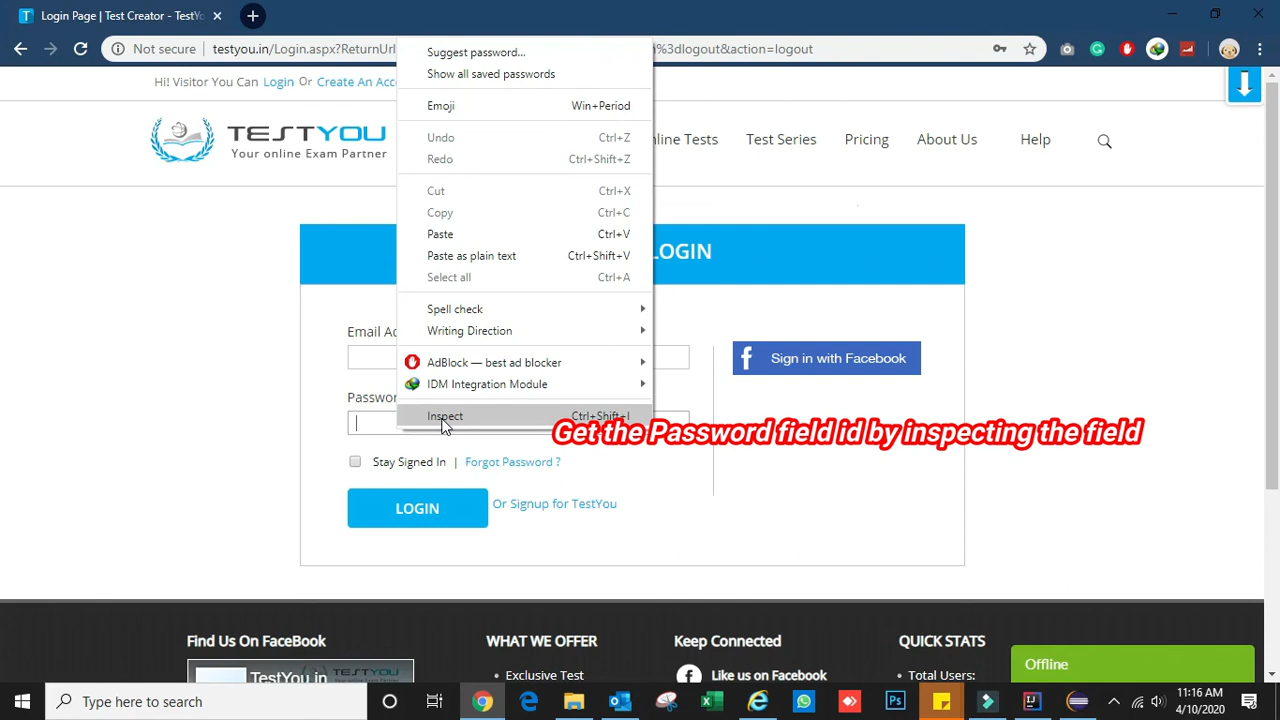 Login Page | Test Creator - TestYo
Not secure | testyou.in/Login.aspx?ReturnUrl %3dlogout&action=logout
Hi! Visitor You Can Login Or Create An Acc
TESTYOU
Your online Exam Partner
nline Tests Test Series Pricing About Us Help
Suggest password...
Show all saved passwords
Emoji Win+Period
Undo Ctrl+Z
Redo Ctrl+Shift+Z
Cut Ctrl+X
Copy Ctrl+C
Paste Ctrl+V
Paste as plain text Ctrl+Shift+V
Select all Ctrl+A
Spell check
Writing Direction
AdBlock — best ad blocker
IDM Integration Module
Inspect Ctrl+Shift+I
LOGIN
Email Ad
Passwor
Sign in with Facebook
Get the Password field id by inspecting the field
Stay Signed In | Forgot Password ?
LOGIN Or Signup for TestYou
Find Us On FaceBook WHAT WE OFFER Keep Connected QUICK STATS
TestYou.in TESTYOU Exclusive Test Like us on Facebook Total Users:
Offline
Type here to search
11:16 AM
4/10/2020